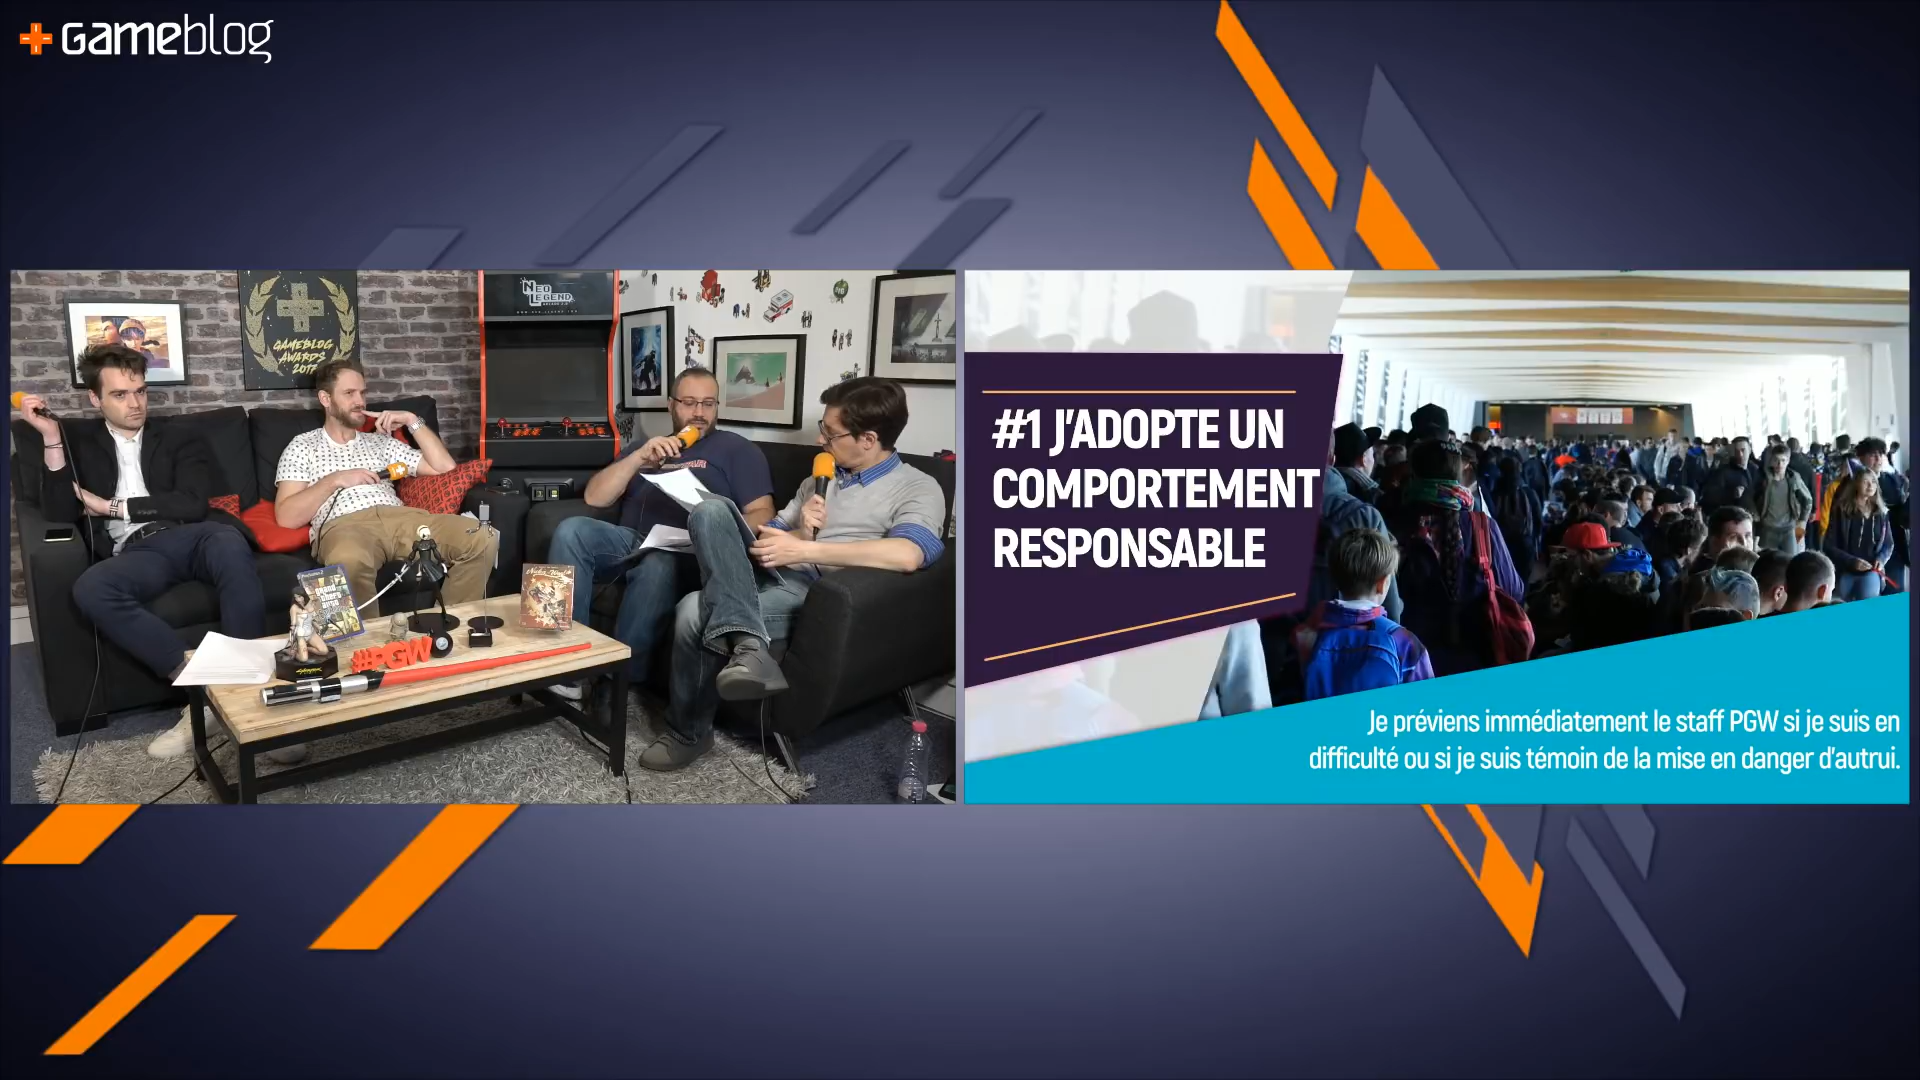 Gameblog
GAMEBLOG
AWARDS
2017
NEO
LEGEND
#PGW
#1 J'ADOPTE UN
COMPORTEMENT
RESPONSABLE
Je préviens immédiatement le staff PGW si je suis en
difficulté ou si je suis témoin de la mise en danger d'autrui.